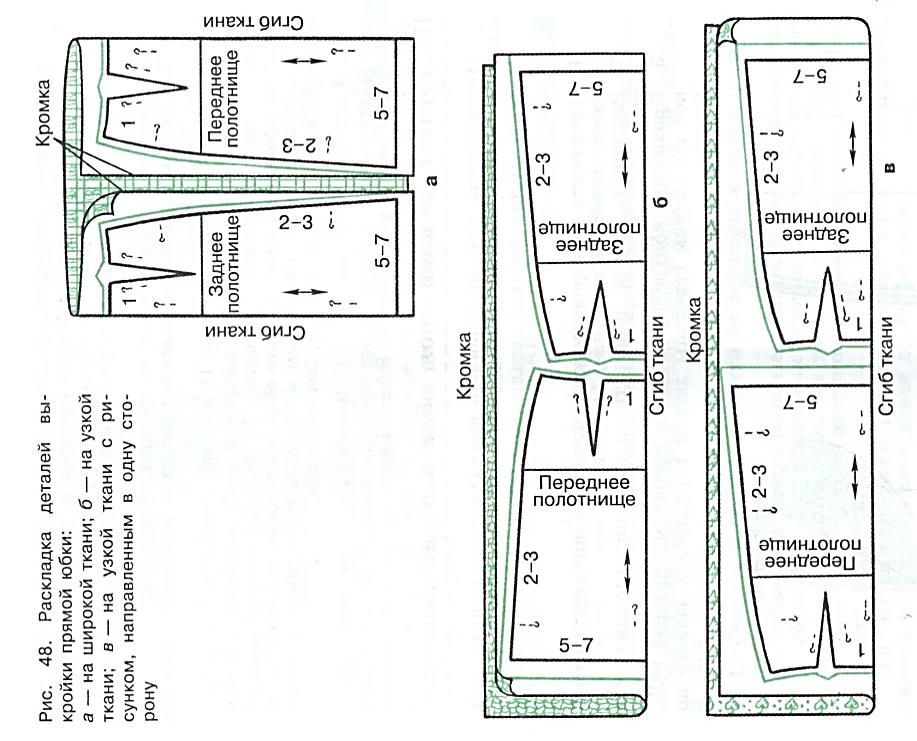 Рис. 48. Раскладка деталей вы-
кройки прямой юбки:
а — на широкой ткани; б — на узкой
ткани; в — на узкой ткани с ри-
сунком, направленным в одну сто-
рону
Кромка
Сгиб ткани
Сгиб ткани
1
?
?
?
Заднее
полотнище
2–3
?
?
5–7
1
?
?
?
Переднее
полотнище
2–3
?
?
5–7
а
Кромка
2–3
?
5–7
?
Переднее
полотнище
1
?
?
?
?
1
Заднее
полотнище
2–3
?
5–7
?
Сгиб ткани
б
Кромка
1
?
?
Переднее
полотнище
2–3
?
?
5–7
1
?
?
?
Заднее
полотнище
2–3
?
5–7
?
Сгиб ткани
в